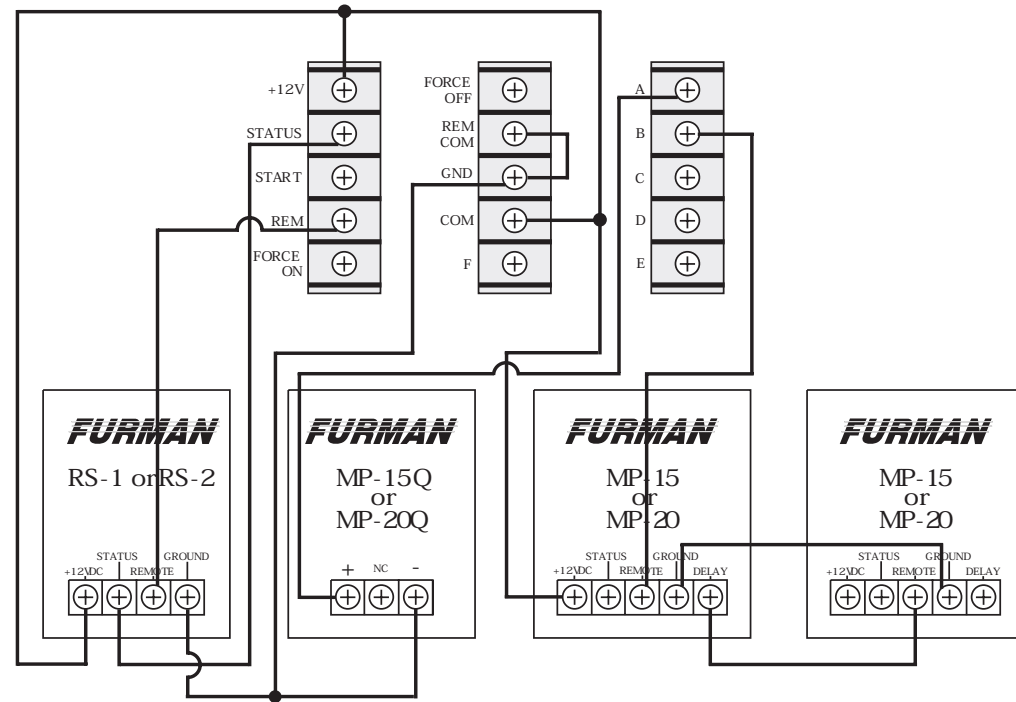 +12V
STATUS
START
REM
FORCE
ON
FORCE
OFF
REM
COM
GND
COM
F
A
B
C
D
E
FURMAN
RS-1 or RS-2
STATUS
GROUND
+12VDC
REMOTE
FURMAN
MP-15Q
or
MP-20Q
+
NC
-
FURMAN
MP-15
or
MP-20
STATUS
GROUND
+12VDC
REMOTE
DELAY
FURMAN
MP-15
or
MP-20
STATUS
GROUND
+12VDC
REMOTE
DELAY